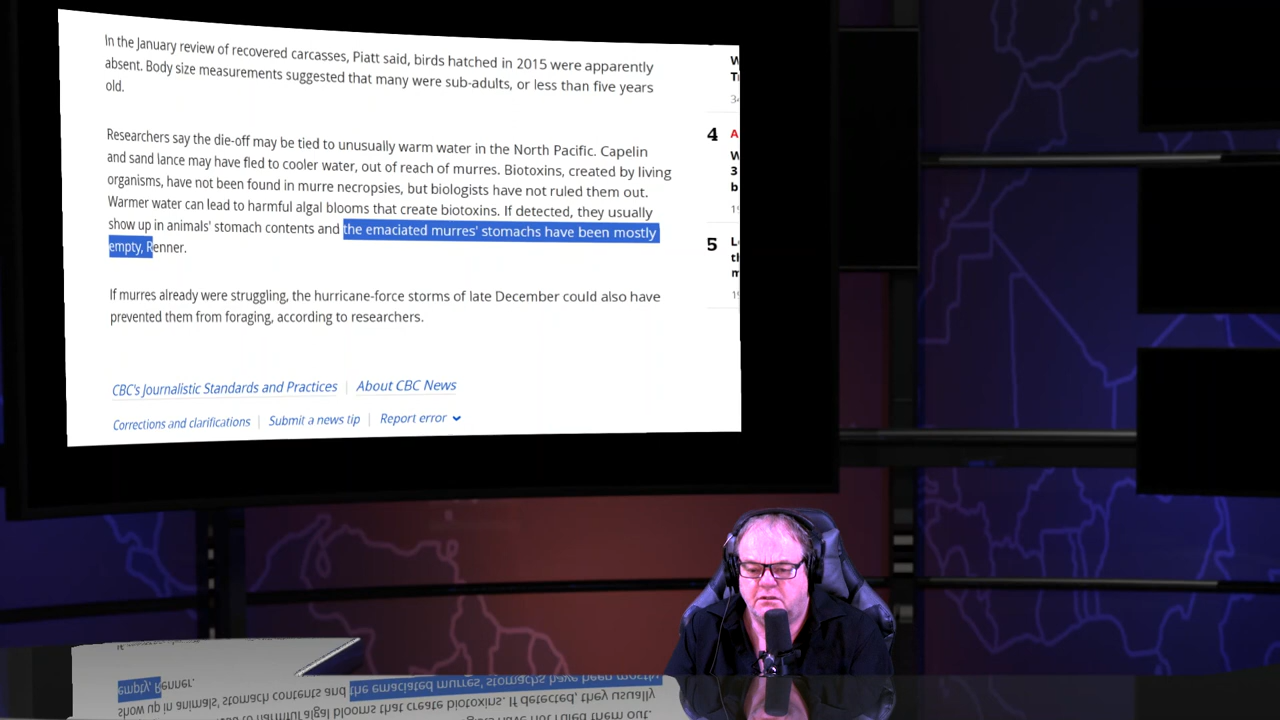 In the January review of recovered carcasses, Piatt said, birds hatched in 2015 were apparently
absent. Body size measurements suggested that many were sub-adults, or less than five years
old.
Researchers say the die-off may be tied to unusually warm water in the North Pacific. Capelin
and sand lance may have fled to cooler water, out of reach of murres. Biotoxins, created by living
organisms, have not been found in murre necropsies, but biologists have not ruled them out.
Warmer water can lead to harmful algal blooms that create biotoxins. If detected, they usually
show up in animals' stomach contents and the emaciated murres' stomachs have been mostly
empty, Renner.
If murres already were struggling, the hurricane-force storms of late December could also have
prevented them from foraging, according to researchers.
CBC's Journalistic Standards and Practices | About CBC News
Corrections and clarifications | Submit a news tip | Report error
4
5